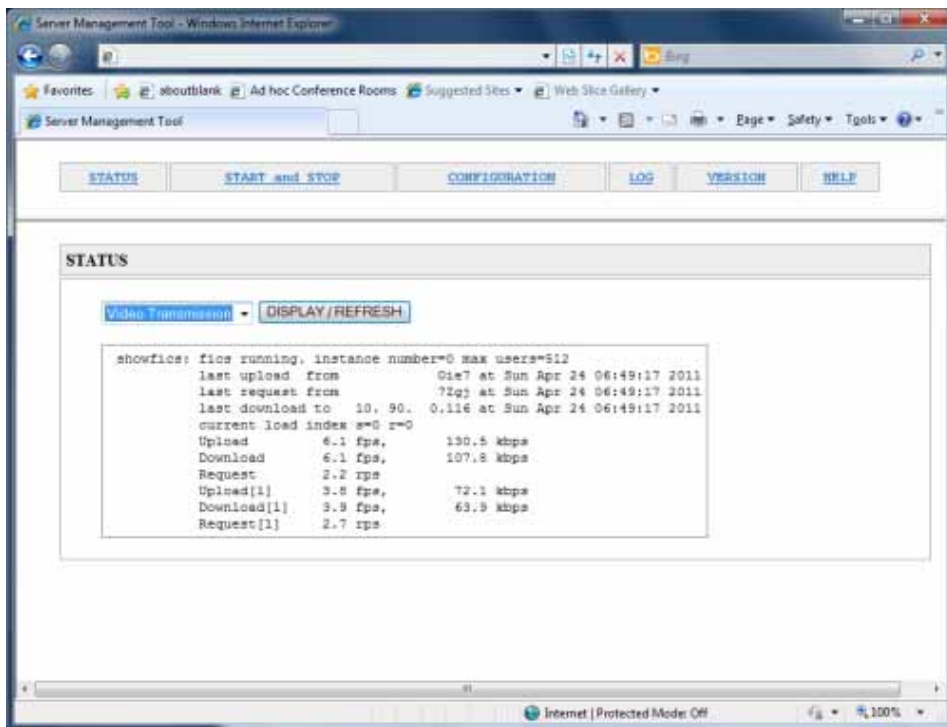 Server Management Tool - Windows Internet Explorer
Bing
Favorites aboutblank Ad hoc Conference Rooms Suggested Sites Web Slice Gallery
Server Management Tool Page Safety Tools
STATUS START and STOP CONFIGURATION LOG VERSION HELP
STATUS
Video Transmission DISPLAY / REFRESH
showfics: fics running. instance number=0 max users=512
last upload from 0ie7 at Sun Apr 24 06:49:17 2011
last request from ?Zgj at Sun Apr 24 06:49:17 2011
last download to 10. 90. 0.116 at Sun Apr 24 06:49:17 2011
current load index s=0 r=0
Upload 6.1 fps, 130.5 kbps
Download 6.1 fps, 107.8 kbps
Request 2.2 rps
Upload[1] 3.8 fps, 72.1 kbps
Download[1] 3.9 fps, 63.9 kbps
Request[1] 2.7 rps
Internet | Protected Mode: Off 100%